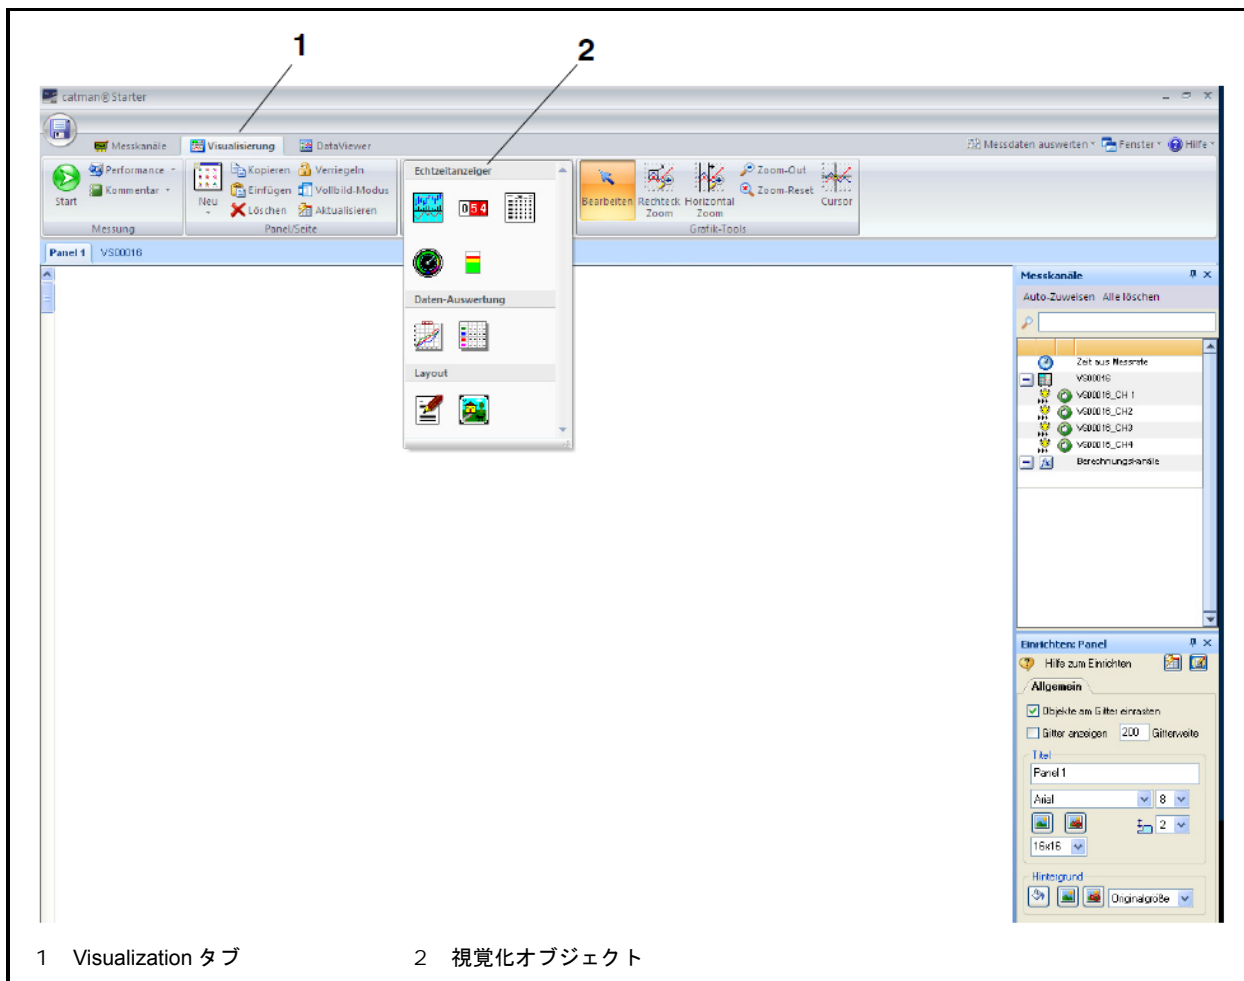 1
2
catman®Starter
Messkanäle
Visualisierung
DataViewer
Messdaten auswerten
Fenster
Hilfe
Start
Performance
Kommentar
Messung
Neu
Kopieren
Einfügen
Löschen
Verriegeln
Vollbild-Modus
Aktualisieren
Panel/Seite
Echtzeitanzeiger
054
Daten-Auswertung
Layout
Bearbeiten
Rechteck Zoom
Horizontal Zoom
Zoom-Out
Zoom-Reset
Cursor
Grafik-Tools
Panel 1
VS00016
Messkanäle
Auto-Zuweisen Alle löschen
Zeit aus Messrate
VS00016
VS00016_CH 1
VS00016_CH2
VS00016_CH3
VS00016_CH4
fx
Berechnungskanäle
Einrichten: Panel
Hilfe zum Einrichten
Allgemein
Objekte am Gitter einrasten
Gitter anzeigen 200 Gitterweite
Titel
Panel 1
Arial 8
2
16x16
Hintergrund
Originalgröße
1 Visualization タブ
2 視覚化オブジェクト